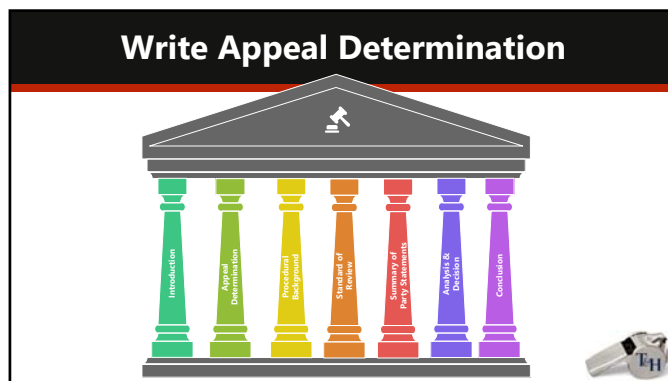 Write Appeal Determination
Introduction
Appeal
Determination
Procedural
Background
Standard of
Review
Summary of
Party Statements
Analysis &
Decision
Conclusion
T&H